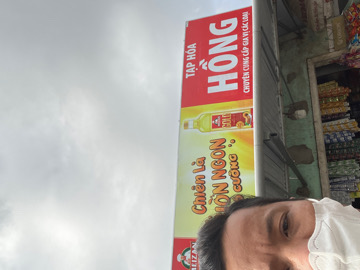 TẠP HÓA
HỒNG
CHUYÊN CUNG CẤP GIA VỊ CÁC LOẠI
Chiên Là
NGON